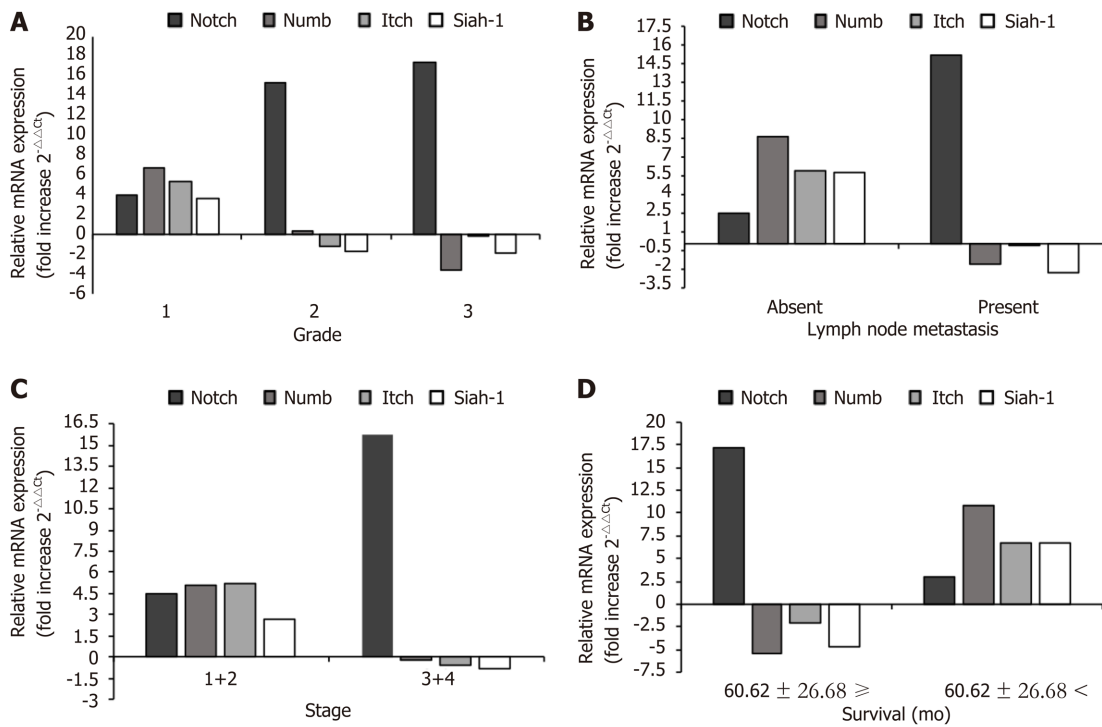 A
Notch Numb Itch Siah-1
Relative mRNA expression
(fold increase 2^-△△Ct)
20
18
16
14
12
10
8
6
4
2
0
-2
-4
-6
1 2 3
Grade
B
Notch Numb Itch Siah-1
Relative mRNA expression
(fold increase 2^-△△Ct)
17.5
16
14.5
13
11.5
10
8.5
7
5.5
4
2.5
1
-0.5
-2
-3.5
Absent Present
Lymph node metastasis
C
Notch Numb Itch Siah-1
Relative mRNA expression
(fold increase 2^-△△Ct)
16.5
15
13.5
12
10.5
9
7.5
6
4.5
3
1.5
0
-1.5
-3
1+2 3+4
Stage
D
Notch Numb Itch Siah-1
Relative mRNA expression
(fold increase 2^-△△Ct)
20
17.5
15
12.5
10
7.5
5
2.5
0
-2.5
-5
-7.5
60.62 ± 26.68 ≥ 60.62 ± 26.68 <
Survival (mo)